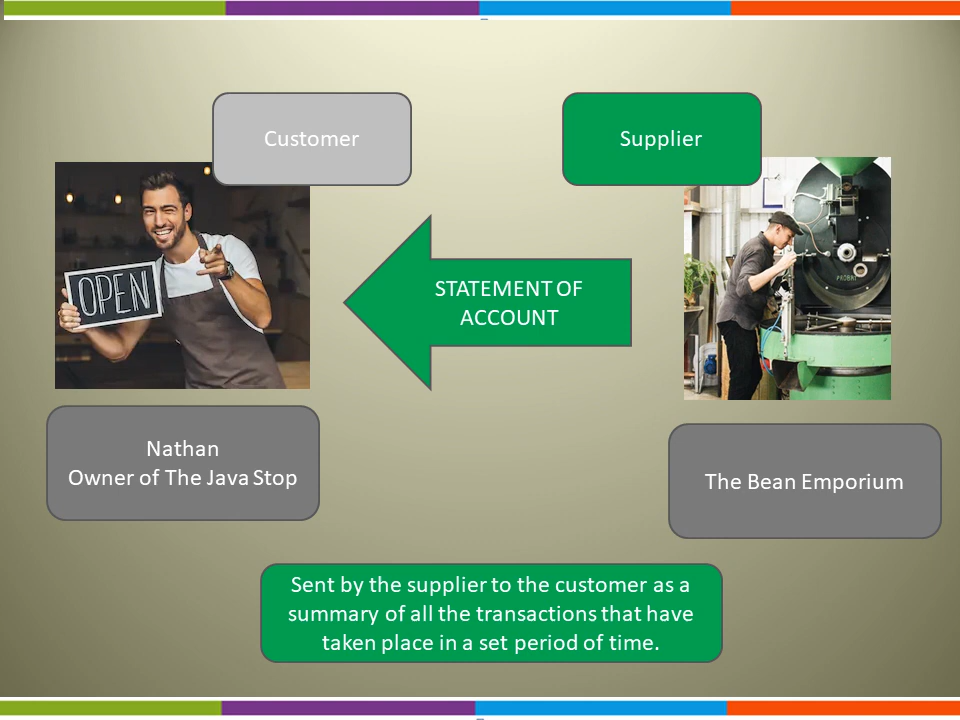 Customer
Supplier
OPEN
PROBAT
STATEMENT OF
ACCOUNT
Nathan
Owner of The Java Stop
The Bean Emporium
Sent by the supplier to the customer as a
summary of all the transactions that have
taken place in a set period of time.